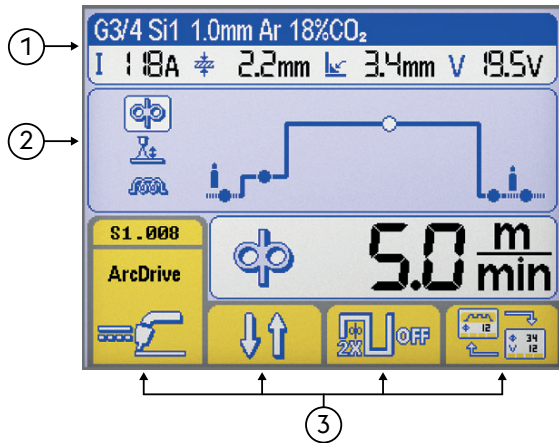 G3/4 Si1 1.0mm Ar 18%CO₂
1
I 118A 2.2mm 3.4mm V 19.5V
2
S1.008
5.0 m/min
ArcDrive
2X OFF
12
34
V 12
3